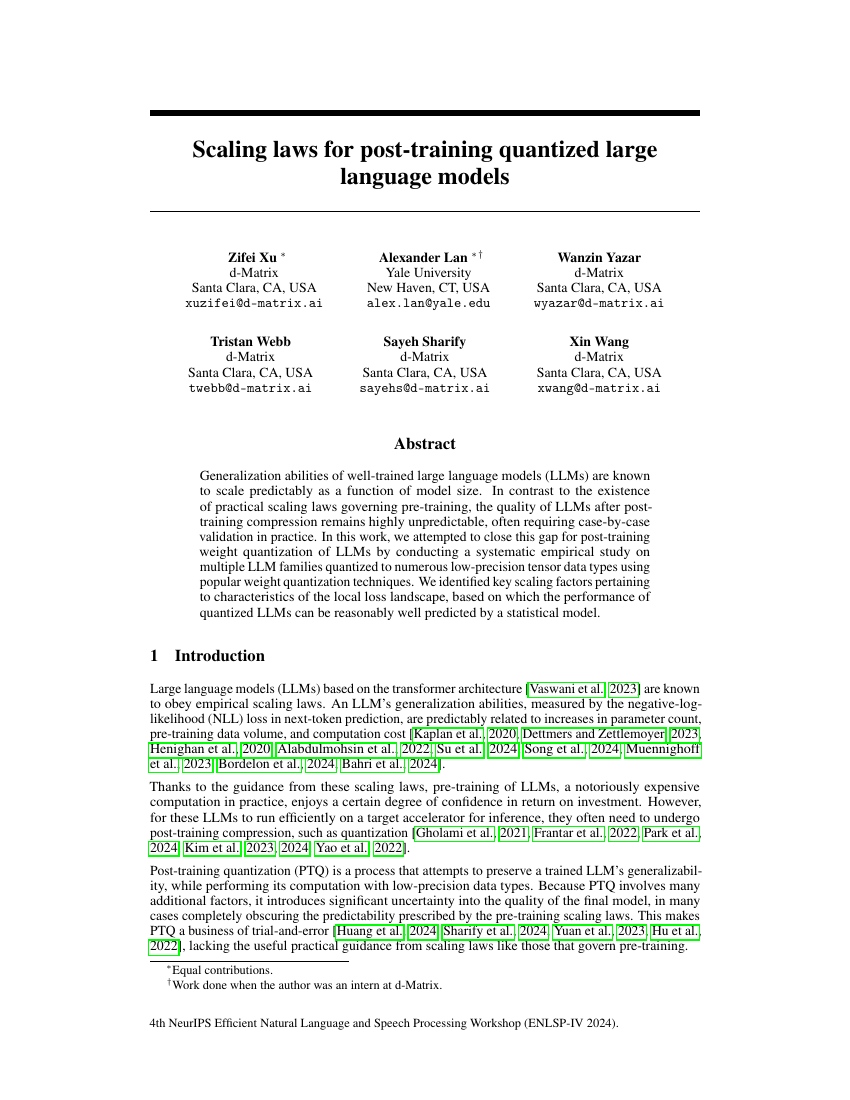 Scaling laws for post-training quantized large
language models
Zifei Xu *
Alexander Lan *†
Wanzin Yazar
d-Matrix
Yale University
d-Matrix
Santa Clara, CA, USA
New Haven, CT, USA
Santa Clara, CA, USA
xuzifei@d-matrix.ai
alex.lan@yale.edu
wyazar@d-matrix.ai
Tristan Webb
Sayeh Sharify
Xin Wang
d-Matrix
d-Matrix
d-Matrix
Santa Clara, CA, USA
Santa Clara, CA, USA
Santa Clara, CA, USA
twebb@d-matrix.ai
sayehs@d-matrix.ai
xwang@d-matrix.ai
Abstract
Generalization abilities of well-trained large language models (LLMs) are known
to scale predictably as a function of model size. In contrast to the existence
of practical scaling laws governing pre-training, the quality of LLMs after post-
training compression remains highly unpredictable, often requiring case-by-case
validation in practice. In this work, we attempted to close this gap for post-training
weight quantization of LLMs by conducting a systematic empirical study on
multiple LLM families quantized to numerous low-precision tensor data types using
popular weight quantization techniques. We identified key scaling factors pertaining
to characteristics of the local loss landscape, based on which the performance of
quantized LLMs can be reasonably well predicted by a statistical model.
1 Introduction
Large language models (LLMs) based on the transformer architecture [Vaswani et al., 2023] are known
to obey empirical scaling laws. An LLM's generalization abilities, measured by the negative-log-
likelihood (NLL) loss in next-token prediction, are predictably related to increases in parameter count,
pre-training data volume, and computation cost [Kaplan et al., 2020, Dettmers and Zettlemoyer, 2023,
Henighan et al., 2020, Alabdulmohsin et al., 2022, Su et al., 2024, Song et al., 2024, Muennighoff
et al., 2023, Bordelon et al., 2024, Bahri et al., 2024].
Thanks to the guidance from these scaling laws, pre-training of LLMs, a notoriously expensive
computation in practice, enjoys a certain degree of confidence in return on investment. However,
for these LLMs to run efficiently on a target accelerator for inference, they often need to undergo
post-training compression, such as quantization [Gholami et al., 2021, Frantar et al., 2022, Park et al.,
2024, Kim et al., 2023, 2024, Yao et al., 2022].
Post-training quantization (PTQ) is a process that attempts to preserve a trained LLM's generalizabil-
ity, while performing its computation with low-precision data types. Because PTQ involves many
additional factors, it introduces significant uncertainty into the quality of the final model, in many
cases completely obscuring the predictability prescribed by the pre-training scaling laws. This makes
PTQ a business of trial-and-error [Huang et al., 2024, Sharify et al., 2024, Yuan et al., 2023, Hu et al.,
2022], lacking the useful practical guidance from scaling laws like those that govern pre-training.
*Equal contributions.
†Work done when the author was an intern at d-Matrix.
4th NeurIPS Efficient Natural Language and Speech Processing Workshop (ENLSP-IV 2024).